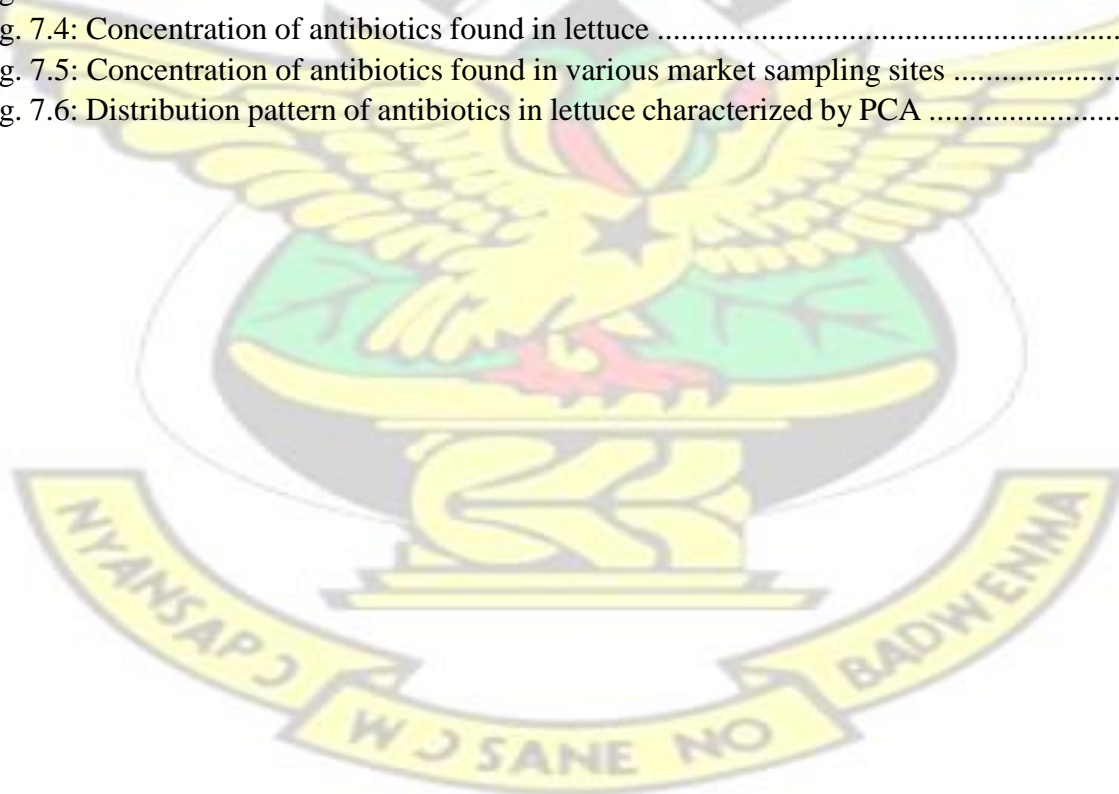 g. 7.4: Concentration of antibiotics found in lettuce ........................................................................
g. 7.5: Concentration of antibiotics found in various market sampling sites ..........................
g. 7.6: Distribution pattern of antibiotics in lettuce characterized by PCA ..............................
NYANSAP Ɔ
W Ɔ SANE NO
BADWENMA